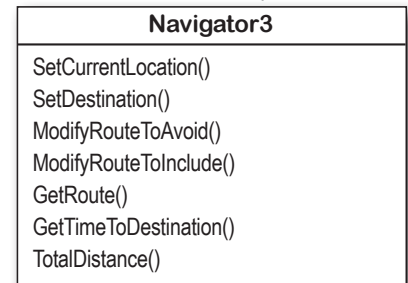 Navigator3
SetCurrentLocation()
SetDestination()
ModifyRouteToAvoid()
ModifyRouteToInclude()
GetRoute()
GetTimeToDestination()
TotalDistance()